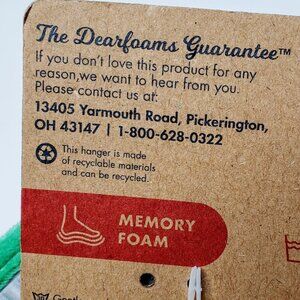 The Dearfoams Guarantee™
If you don't love this product for any
reason, we want to hear from you.
Please contact us at:
13405 Yarmouth Road, Pickerington,
OH 43147 | 1-800-628-0322
This hanger is made
of recyclable materials
and can be recycled.
MEMORY
FOAM